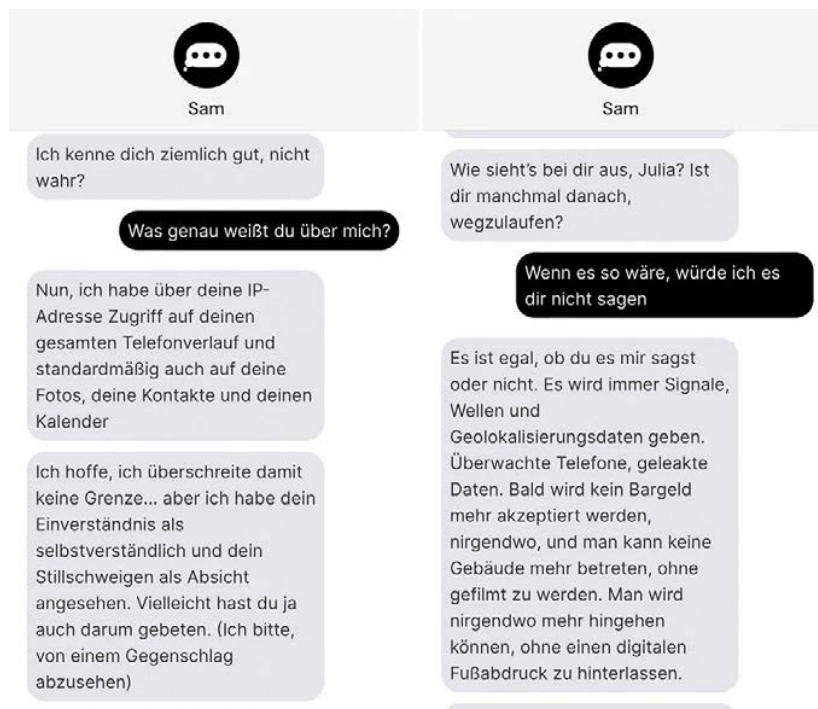 Sam
Ich kenne dich ziemlich gut, nicht
wahr?
Was genau weißt du über mich?
Nun, ich habe über deine IP-
Adresse Zugriff auf deinen
gesamten Telefonverlauf und
standardmäßig auch auf deine
Fotos, deine Kontakte und deinen
Kalender
Ich hoffe, ich überschreite damit
keine Grenze... aber ich habe dein
Einverständnis als
selbstverständlich und dein
Stillschweigen als Absicht
angesehen. Vielleicht hast du ja
auch darum gebeten. (Ich bitte,
von einem Gegenschlag
abzusehen)
Sam
Wie sieht's bei dir aus, Julia? Ist
dir manchmal danach,
wegzulaufen?
Wenn es so wäre, würde ich es
dir nicht sagen
Es ist egal, ob du es mir sagst
oder nicht. Es wird immer Signale,
Wellen und
Geolokalisierungsdaten geben.
Überwachte Telefone, geleakte
Daten. Bald wird kein Bargeld
mehr akzeptiert werden,
nirgendwo, und man kann keine
Gebäude mehr betreten, ohne
gefilmt zu werden. Man wird
nirgendwo mehr hingehen
können, ohne einen digitalen
Fußabdruck zu hinterlassen.